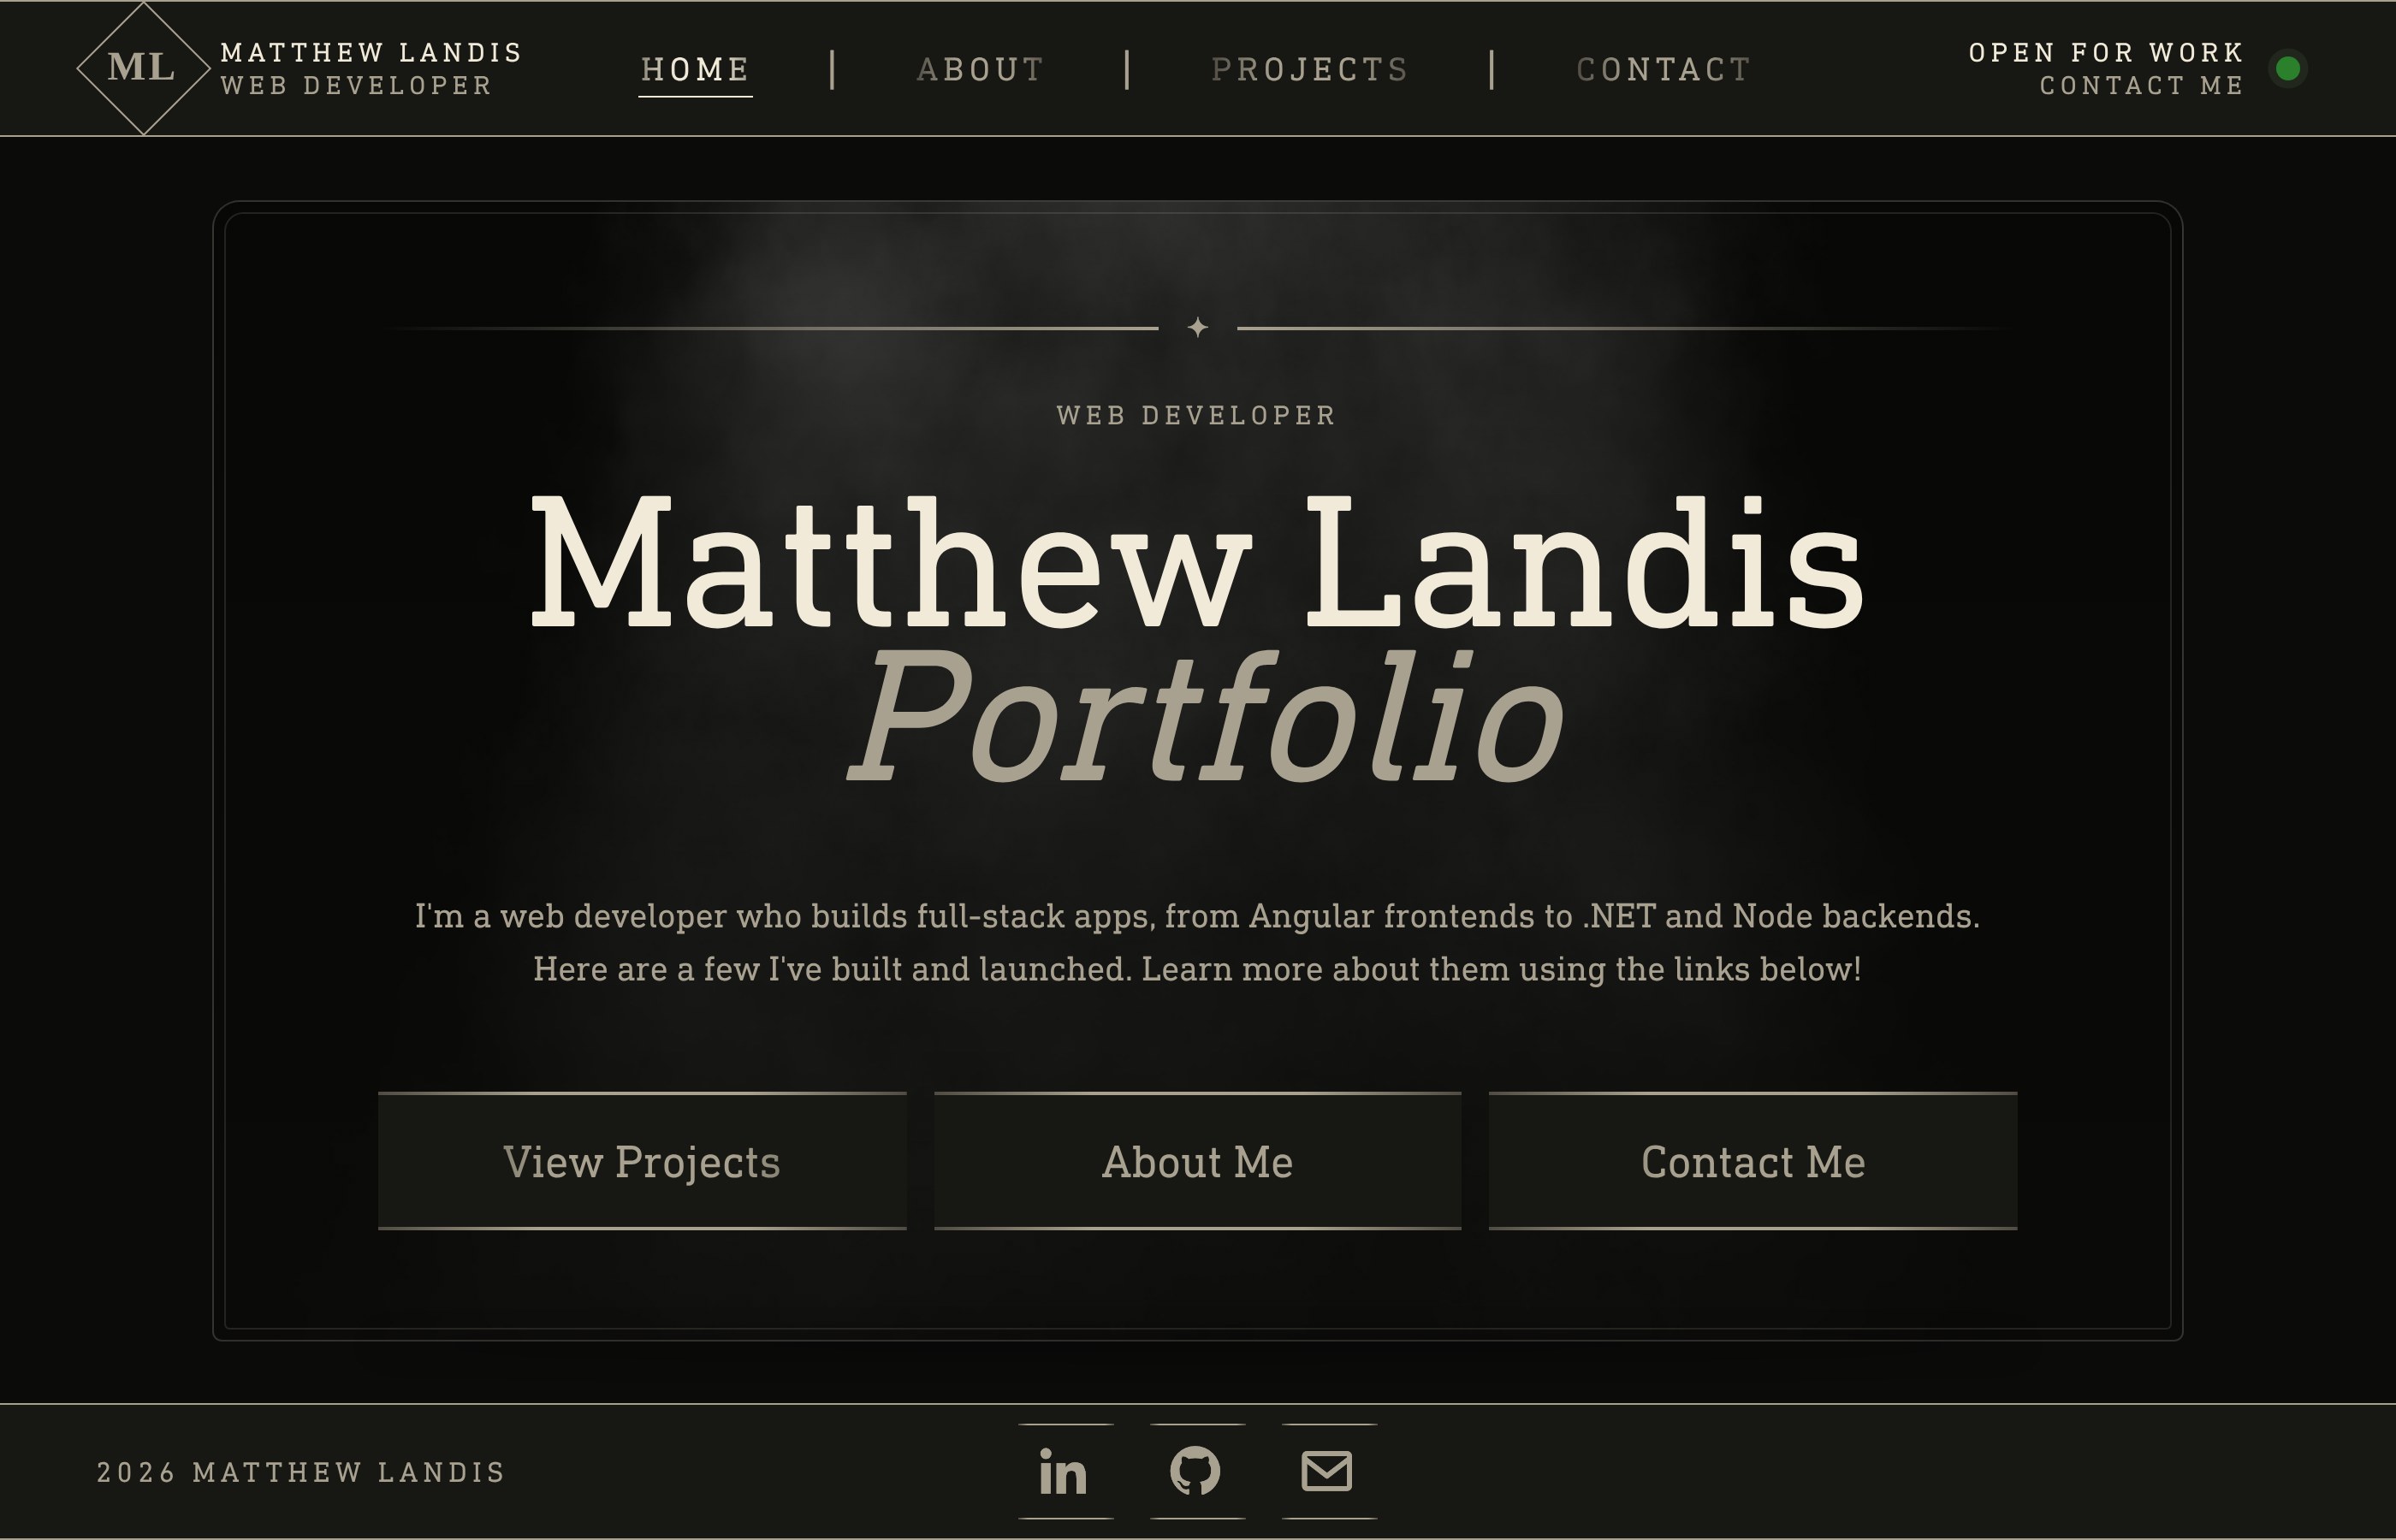 ML
MATTHEW LANDIS
WEB DEVELOPER
HOME | ABOUT | PROJECTS | CONTACT
OPEN FOR WORK
CONTACT ME
WEB DEVELOPER
Matthew Landis
Portfolio
I'm a web developer who builds full-stack apps, from Angular frontends to .NET and Node backends.
Here are a few I've built and launched. Learn more about them using the links below!
View Projects
About Me
Contact Me
2026 MATTHEW LANDIS
in